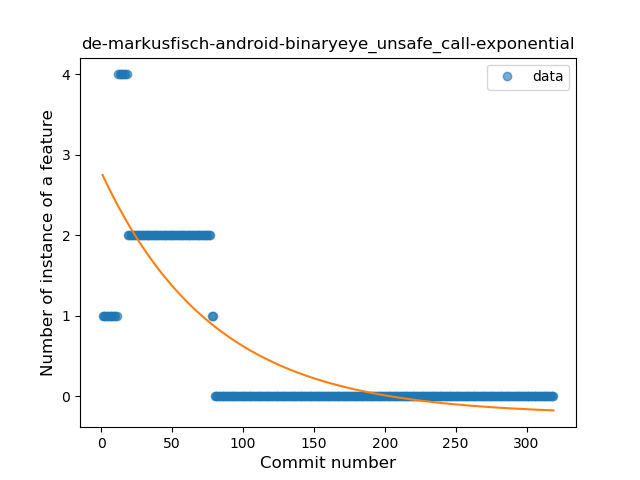 de-markusfisch-android-binaryeye_unsafe_call-exponential
data
Number of instance of a feature
4
3
2
1
0
0 50 100 150 200 250 300
Commit number